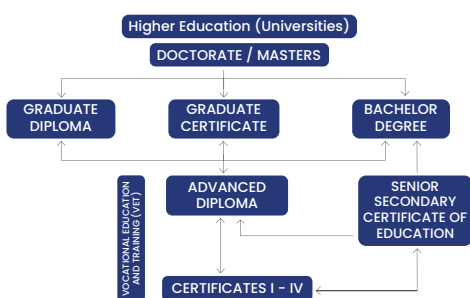 Higher Education (Universities)
DOCTORATE / MASTERS
GRADUATE
DIPLOMA
GRADUATE
CERTIFICATE
BACHELOR
DEGREE
VOCATIONAL EDUCATION
AND TRAINING (VET)
ADVANCED
DIPLOMA
SENIOR
SECONDARY
CERTIFICATE OF
EDUCATION
CERTIFICATES I - IV